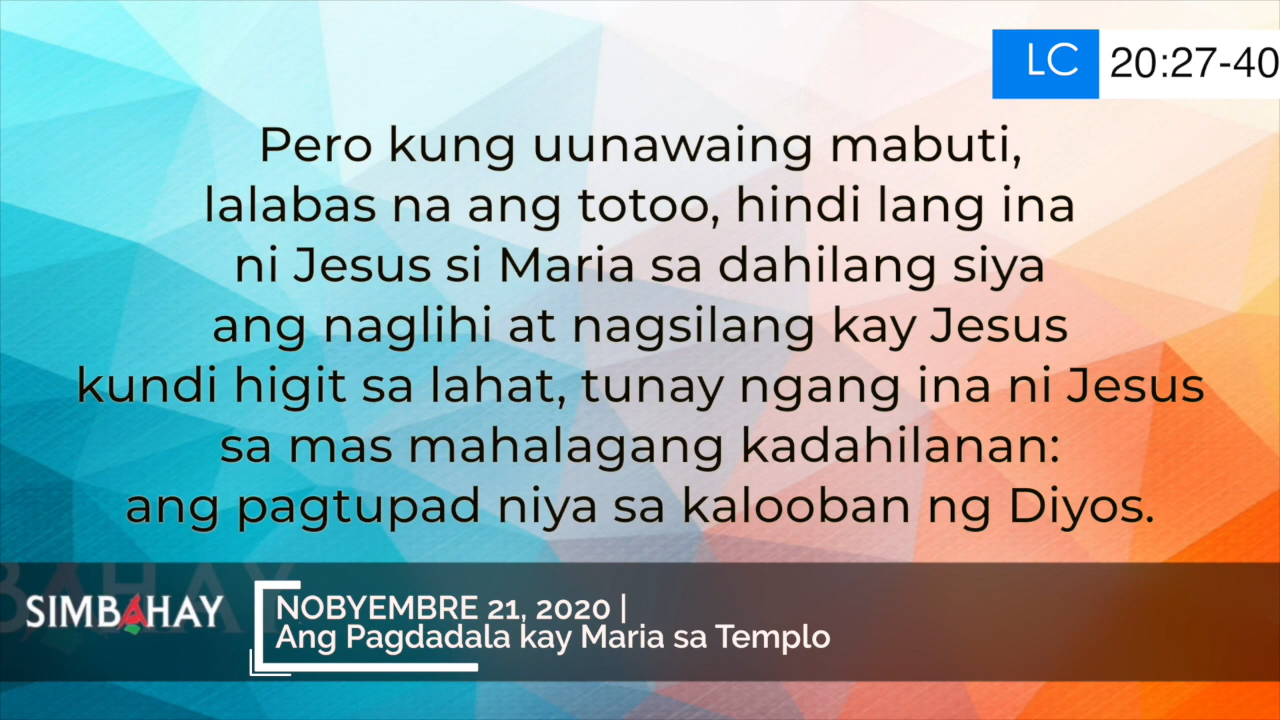 LC 20:27-40
Pero kung uunawaing mabuti,
lalabas na ang totoo, hindi lang ina
ni Jesus si Maria sa dahilang siya
ang naglihi at nagsilang kay Jesus
kundi higit sa lahat, tunay ngang ina ni Jesus
sa mas mahalagang kadahilanan:
ang pagtupad niya sa kalooban ng Diyos.
SIMBAHAY
NOBYEMBRE 21, 2020 |
Ang Pagdadala kay Maria sa Templo